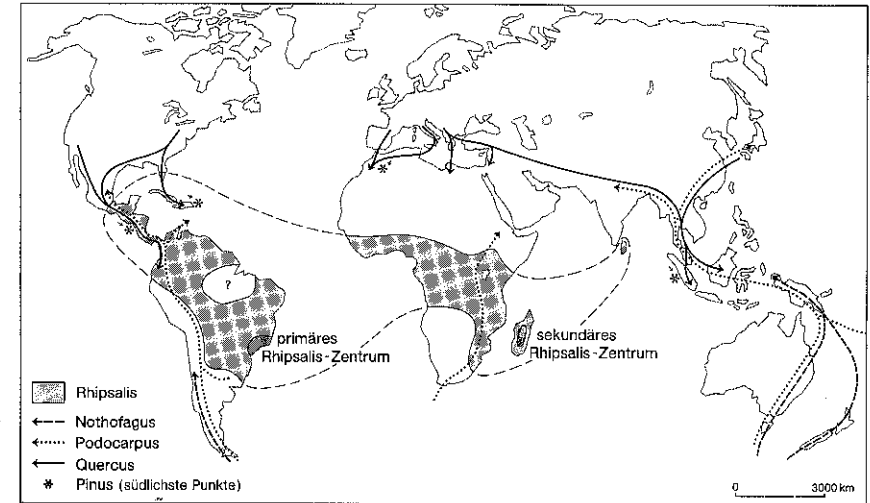 ?
primäres
Rhipsalis-Zentrum
sekundäres
Rhipsalis-Zentrum
Rhipsalis
Nothofagus
Podocarpus
Quercus
* Pinus (südlichste Punkte)
0 3000 km